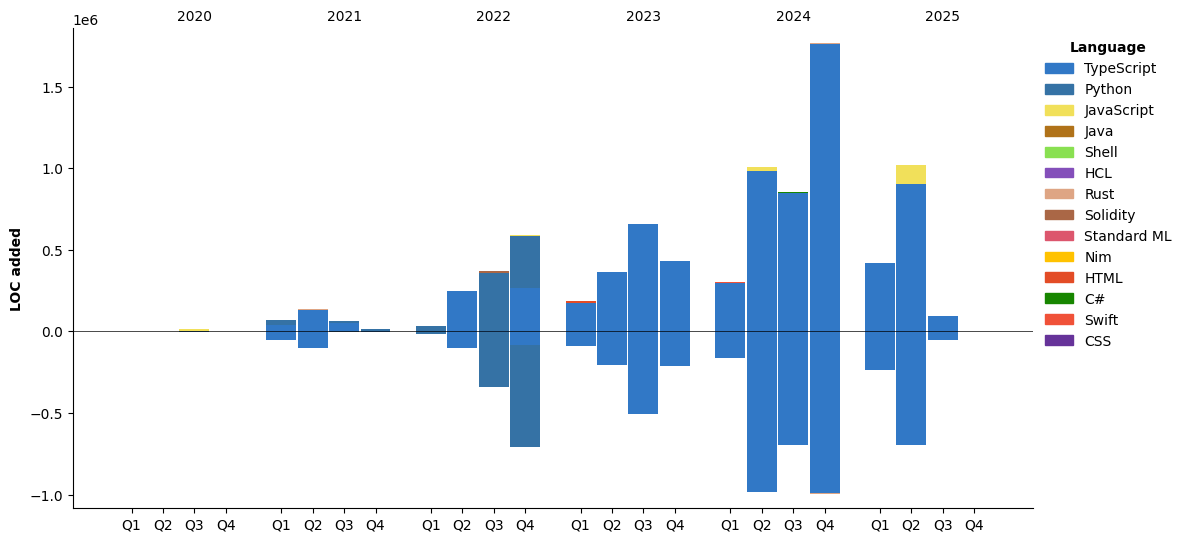 1e6
2020 2021 2022 2023 2024 2025
Language
TypeScript
Python
JavaScript
Java
Shell
HCL
Rust
Solidity
Standard ML
Nim
HTML
C#
Swift
CSS
LOC added
1.5
1.0
0.5
0.0
−0.5
−1.0
Q1 Q2 Q3 Q4 Q1 Q2 Q3 Q4 Q1 Q2 Q3 Q4 Q1 Q2 Q3 Q4 Q1 Q2 Q3 Q4 Q1 Q2 Q3 Q4